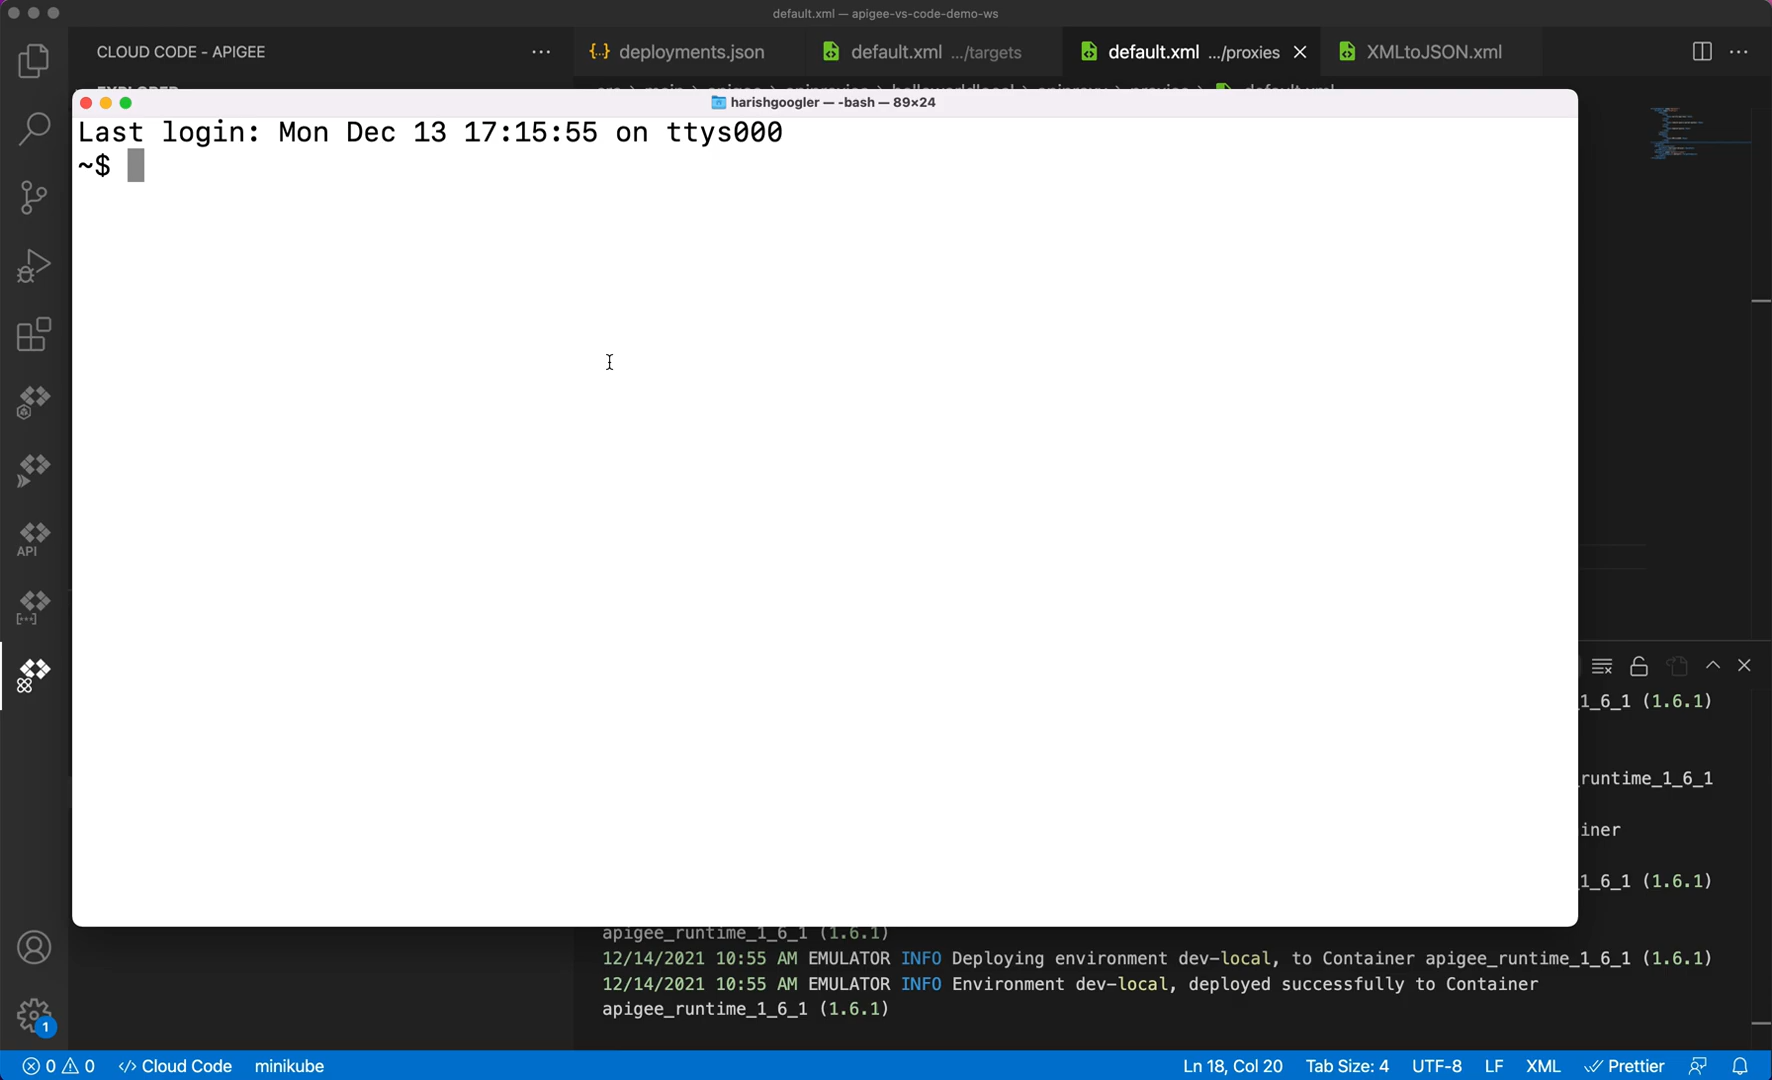 default.xml — apigee-vs-code-demo-ws
CLOUD CODE - APIGEE
deployments.json
default.xml .../targets
default.xml .../proxies
XMLtoJSON.xml
harishgoogler — -bash — 89×24
Last login: Mon Dec 13 17:15:55 on ttys000
~$
API
1_6_1 (1.6.1)
runtime_1_6_1
iner
1_6_1 (1.6.1)
apigee_runtime_1_6_1 (1.6.1)
12/14/2021 10:55 AM EMULATOR INFO Deploying environment dev-local, to Container apigee_runtime_1_6_1 (1.6.1)
12/14/2021 10:55 AM EMULATOR INFO Environment dev-local, deployed successfully to Container
apigee_runtime_1_6_1 (1.6.1)
1
0 0 Cloud Code minikube
Ln 18, Col 20 Tab Size: 4 UTF-8 LF XML Prettier